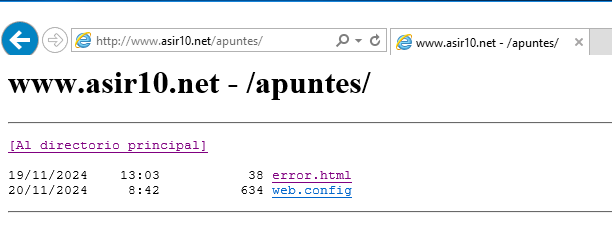 http://www.asir10.net/apuntes/
www.asir10.net - /apuntes/
www.asir10.net - /apuntes/
[Al directorio principal]
19/11/2024 13:03 38 error.html
20/11/2024 8:42 634 web.config